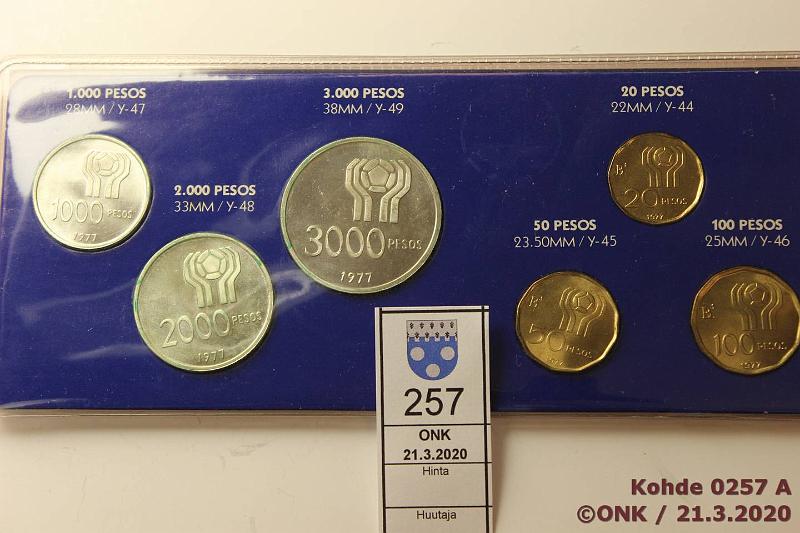 1.000 PESOS
28MM / Y-47
3.000 PESOS
38MM / Y-49
20 PESOS
22MM / Y-44
2.000 PESOS
33MM / Y-48
50 PESOS
23.50MM / Y-45
100 PESOS
25MM / Y-46
1000 PESOS
1977
3000 PESOS
1977
2000 PESOS
1977
20
PESOS
1977
50 PESOS
100 PESOS
1977
257
ONK
21.3.2020
Hinta
Huutaja
Kohde 0257 A
©ONK / 21.3.2020